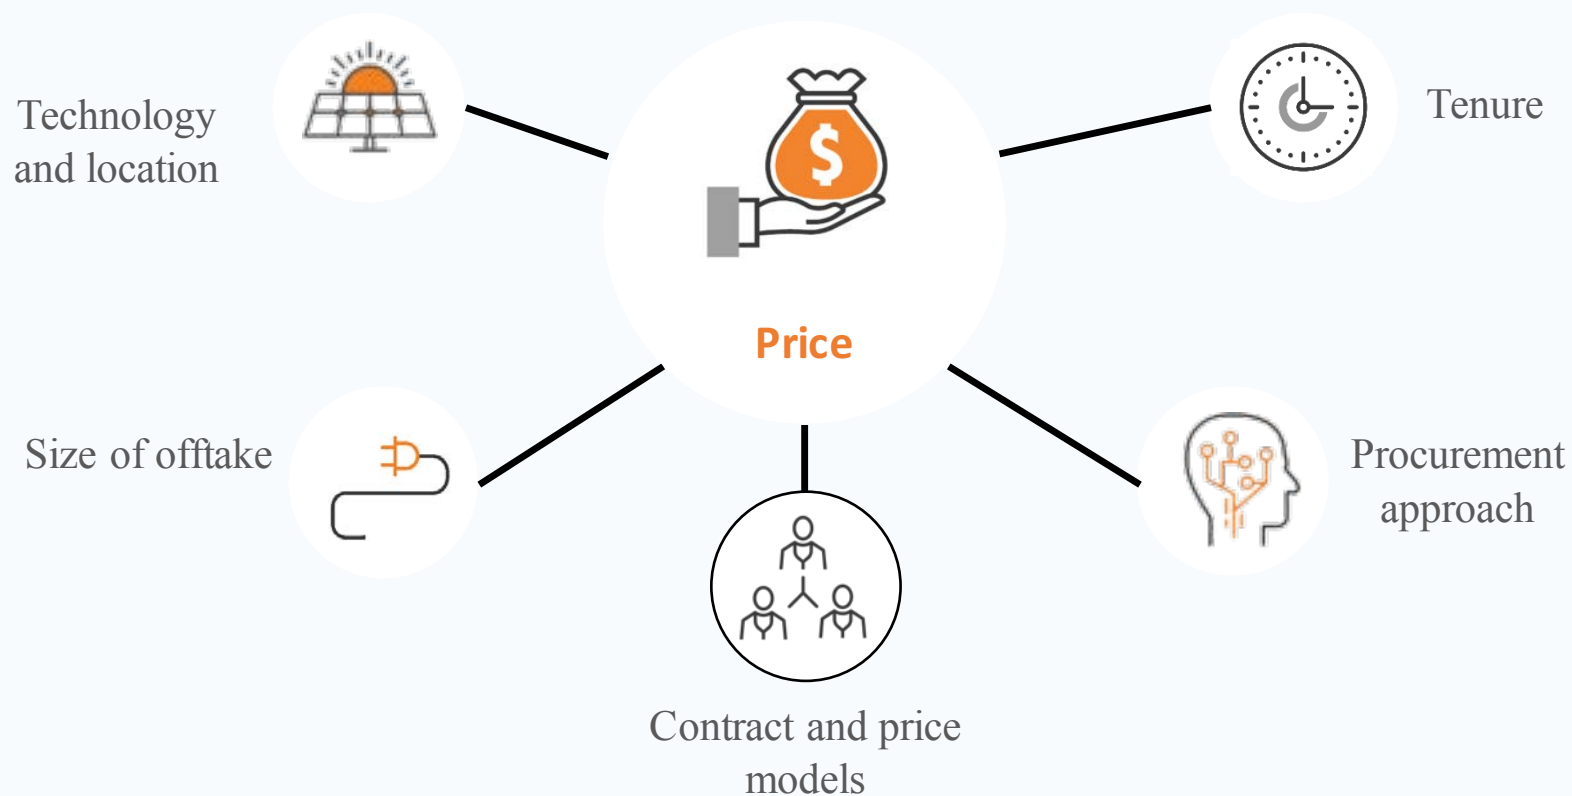 Technology
and location
$
Tenure
Price
Size of offtake
Procurement
approach
Contract and price
models